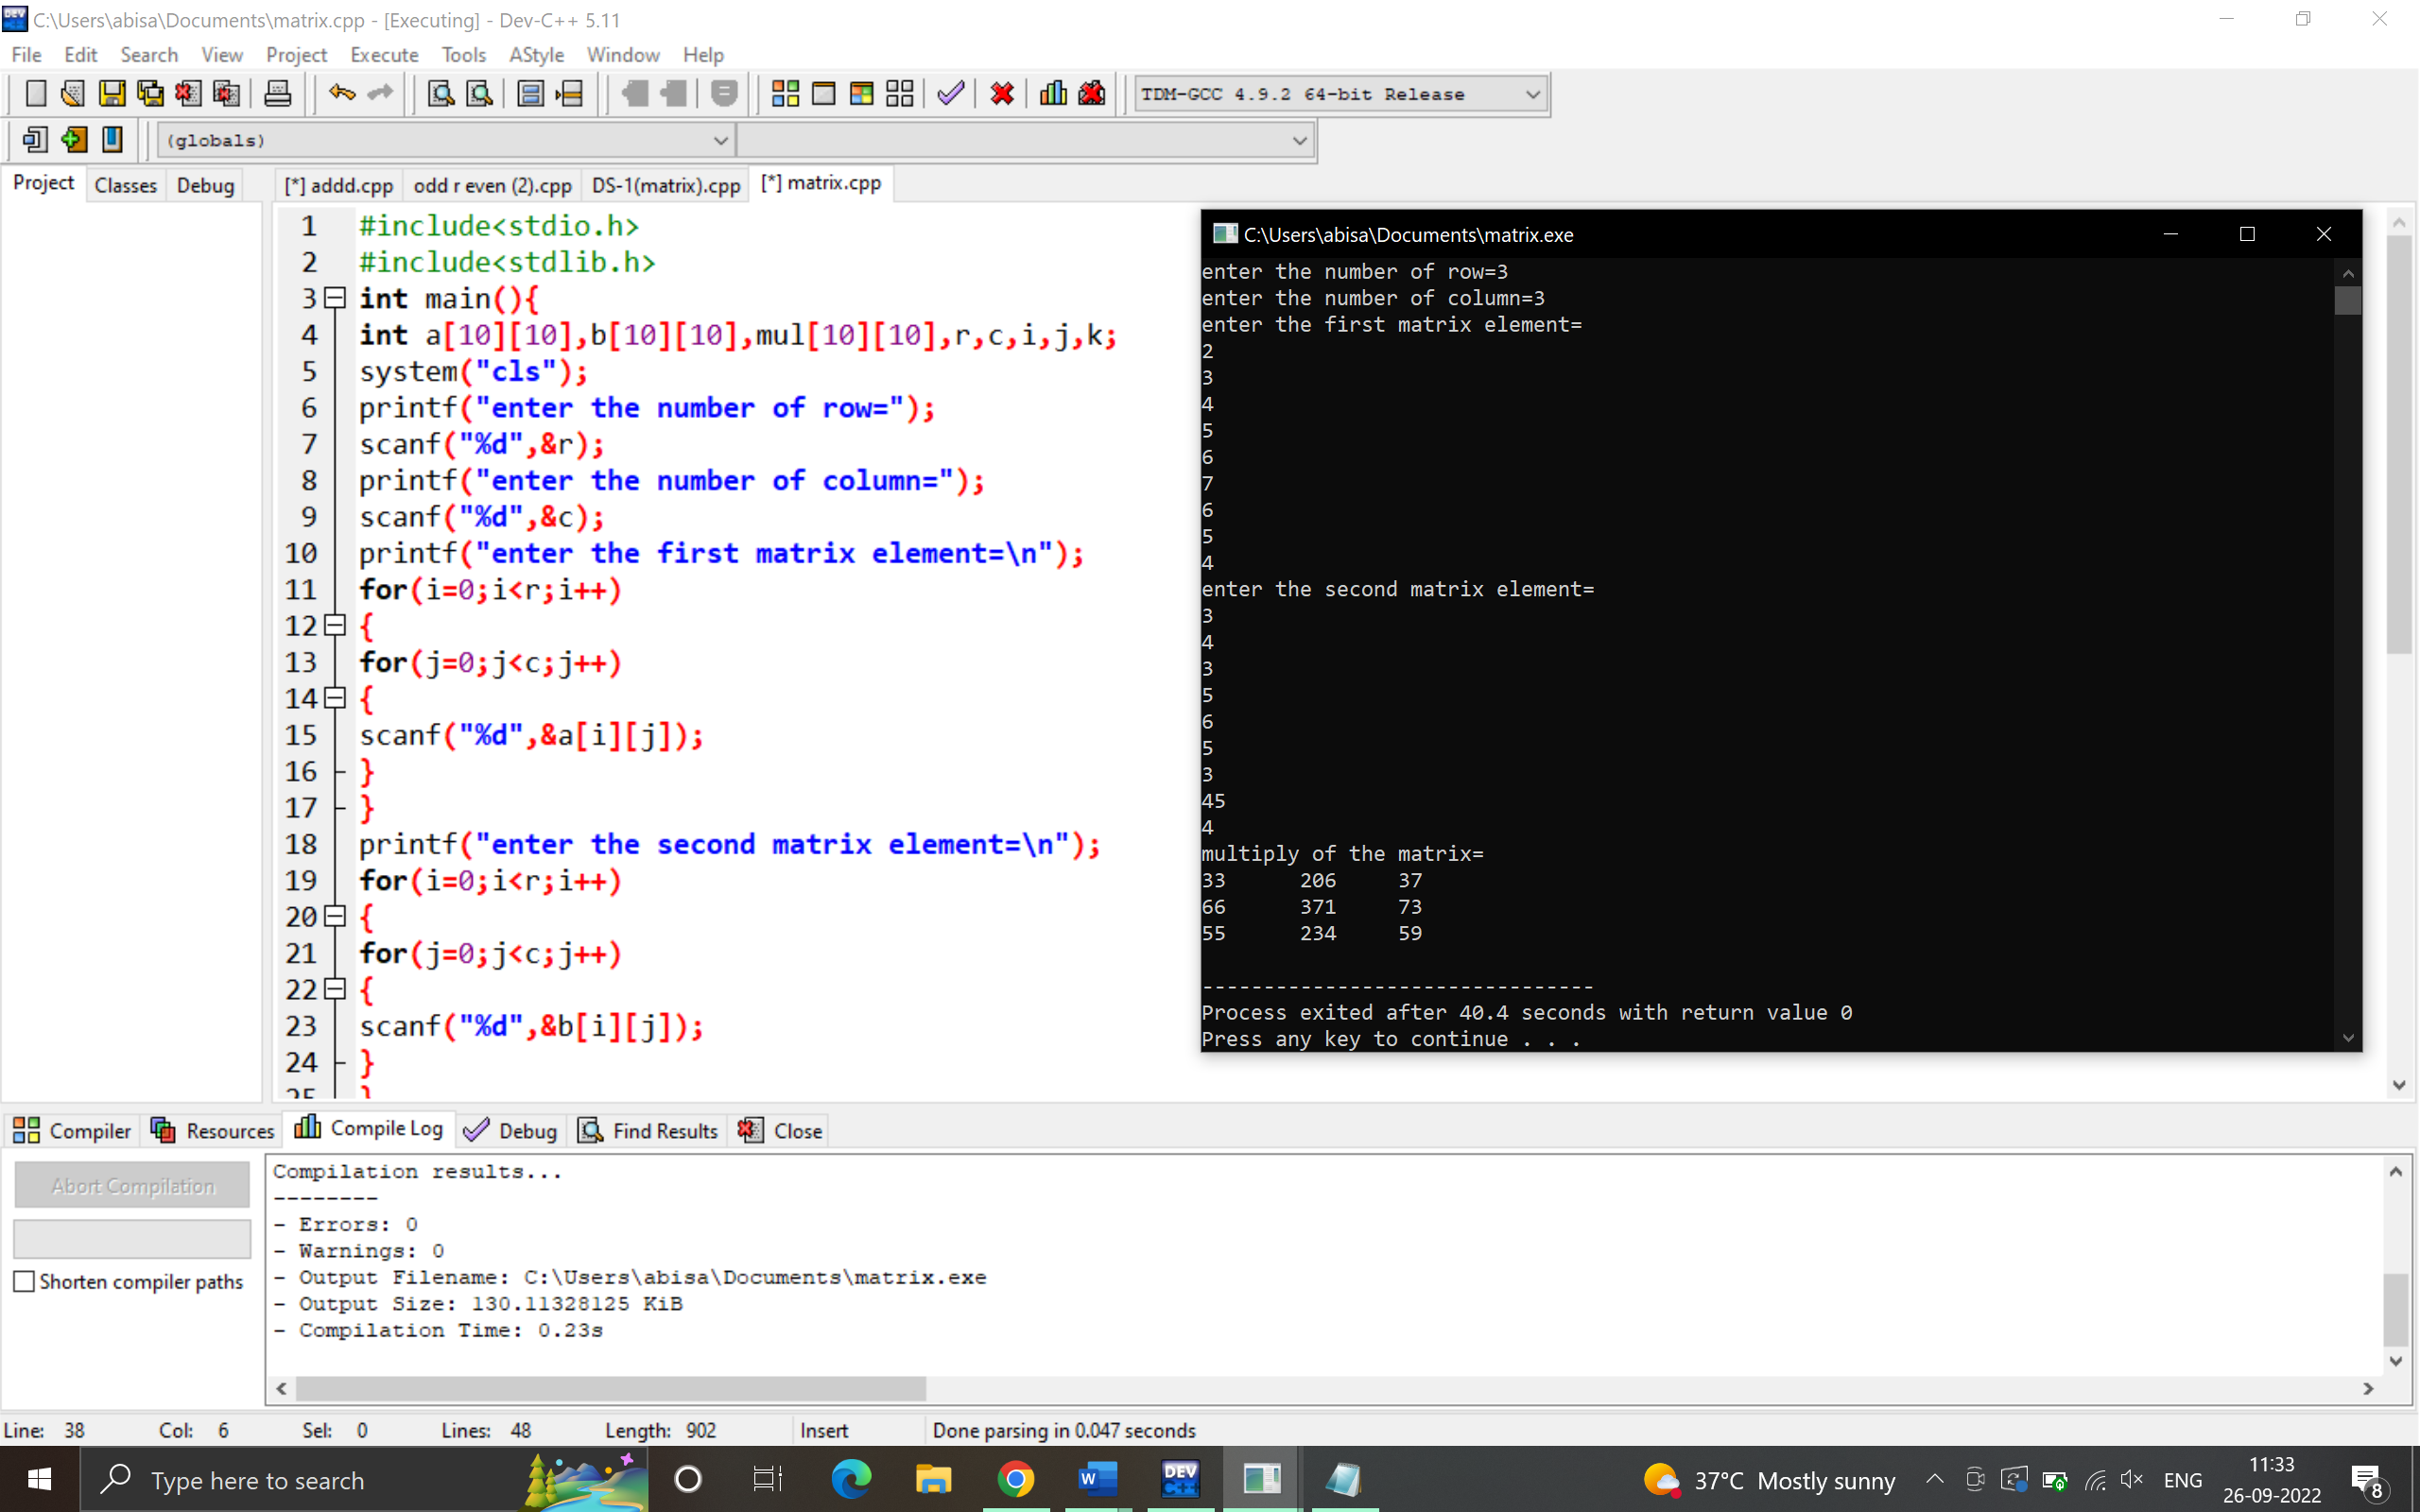 C:\Users\abisa\Documents\matrix.cpp - [Executing] - Dev-C++ 5.11
File Edit Search View Project Execute Tools AStyle Window Help
TDM-GCC 4.9.2 64-bit Release
(globals)
Project Classes Debug
[*] addd.cpp odd r even (2).cpp DS-1(matrix).cpp [*] matrix.cpp
1 #include<stdio.h>
2 #include<stdlib.h>
3 int main(){
4 int a[10][10],b[10][10],mul[10][10],r,c,i,j,k;
5 system("cls");
6 printf("enter the number of row=");
7 scanf("%d",&r);
8 printf("enter the number of column=");
9 scanf("%d",&c);
10 printf("enter the first matrix element=\n");
11 for(i=0;i<r;i++)
12 {
13 for(j=0;j<c;j++)
14 {
15 scanf("%d",&a[i][j]);
16 }
17 }
18 printf("enter the second matrix element=\n");
19 for(i=0;i<r;i++)
20 {
21 for(j=0;j<c;j++)
22 {
23 scanf("%d",&b[i][j]);
24 }
25 }
C:\Users\abisa\Documents\matrix.exe
enter the number of row=3
enter the number of column=3
enter the first matrix element=
2
3
4
5
6
7
6
5
4
enter the second matrix element=
3
4
3
5
6
5
3
45
4
multiply of the matrix=
33 206 37
66 371 73
55 234 59
--------------------------------
Process exited after 40.4 seconds with return value 0
Press any key to continue . . .
Compiler Resources Compile Log Debug Find Results Close
Abort Compilation
Shorten compiler paths
Compilation results...
--------
- Errors: 0
- Warnings: 0
- Output Filename: C:\Users\abisa\Documents\matrix.exe
- Output Size: 130.11328125 KiB
- Compilation Time: 0.23s
Line: 38 Col: 6 Sel: 0 Lines: 48 Length: 902 Insert Done parsing in 0.047 seconds
Type here to search
W
DEV C++
37°C Mostly sunny
ENG
11:33
26-09-2022
8